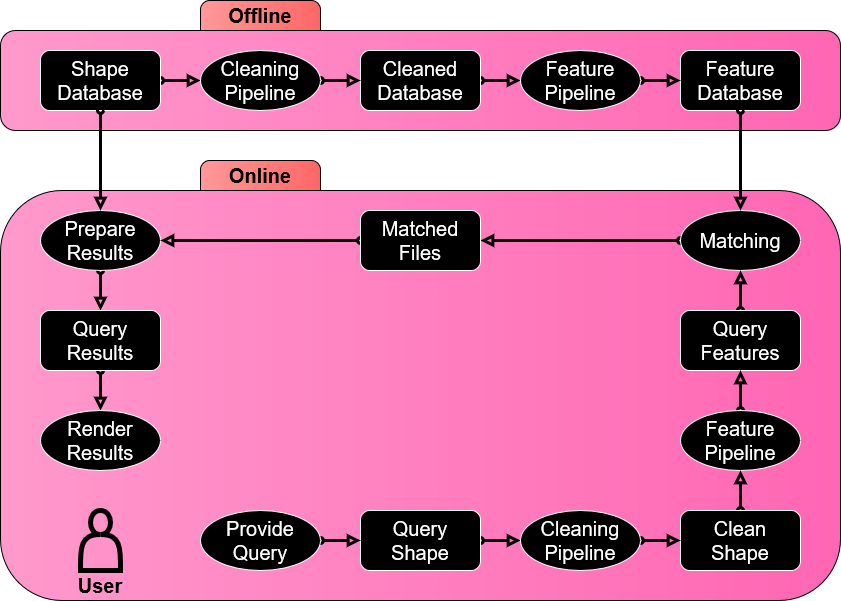 Offline
Shape
Database
Cleaning
Pipeline
Cleaned
Database
Feature
Pipeline
Feature
Database
Online
Prepare
Results
Matched
Files
Matching
Query
Results
Query
Features
Render
Results
Feature
Pipeline
Provide
Query
Query
Shape
Cleaning
Pipeline
Clean
Shape
User